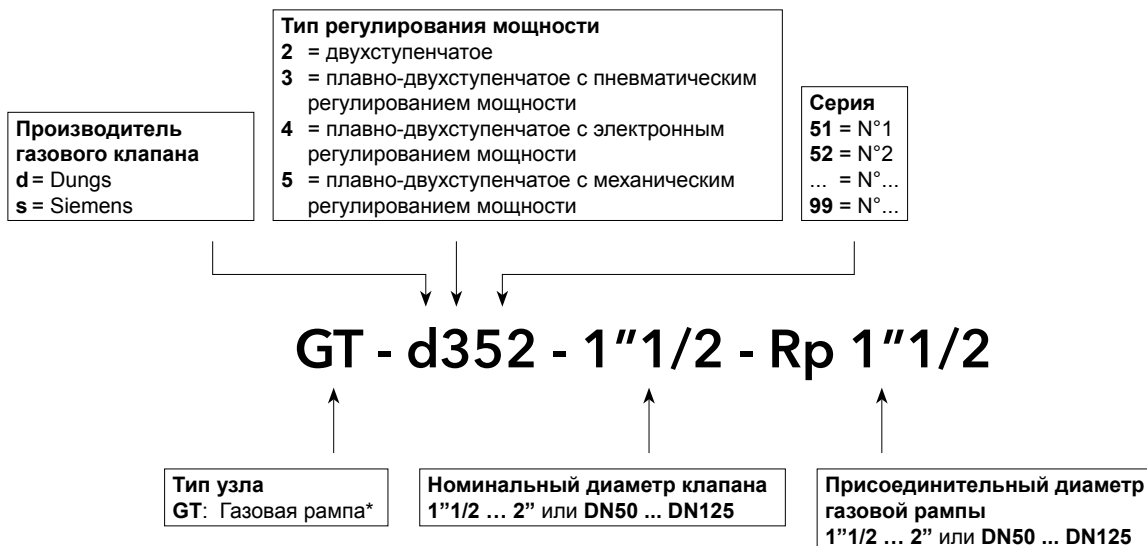 Тип регулирования мощности
2 = двухступенчатое
3 = плавно-двухступенчатое с пневматическим
регулированием мощности
4 = плавно-двухступенчатое с электронным
регулированием мощности
5 = плавно-двухступенчатое с механическим
регулированием мощности
Производитель
газового клапана
d = Dungs
s = Siemens
Серия
51 = N°1
52 = N°2
... = N°...
99 = N°...
GT - d352 - 1"1/2 - Rp 1"1/2
Тип узла
GT: Газовая рампа*
Номинальный диаметр клапана
1”1/2 ... 2” или DN50 ... DN125
Присоединительный диаметр
газовой рампы
1”1/2 ... 2” или DN50 ... DN125